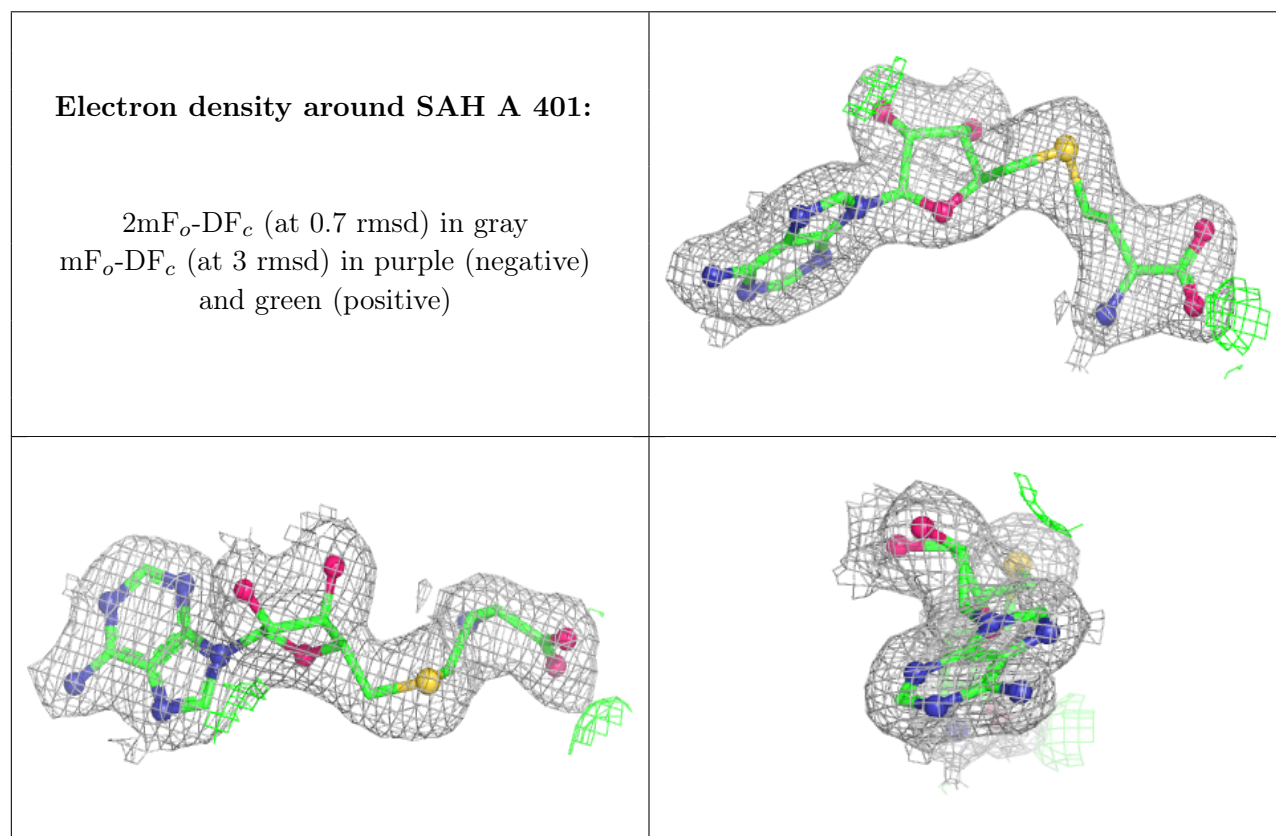 Electron density around SAH A 401:
2mFo-DFc (at 0.7 rmsd) in gray
mFo-DFc (at 3 rmsd) in purple (negative)
and green (positive)